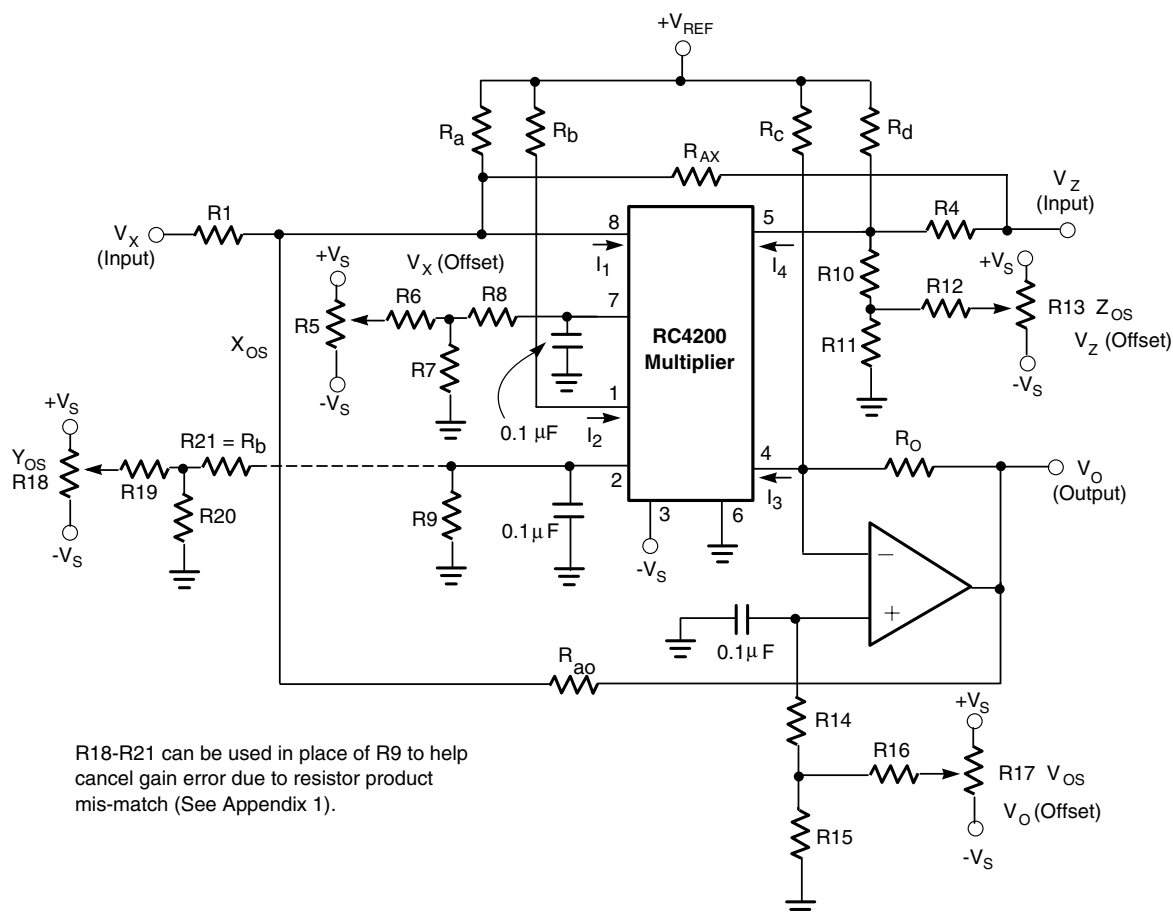 +VREF
Ra
Rb
Rc
Rd
RAX
VX
(Input)
R1
8
I1
5
I4
R4
VZ
(Input)
+VS
VX (Offset)
R5
R6
R8
7
R7
XOS
-VS
0.1 µF
RC4200
Multiplier
R10
R12
R11
+VS
R13 ZOS
VZ (Offset)
-VS
1
I2
+VS
YOS
R18
R21 = Rb
R19
R20
-VS
2
R9
0.1µF
3
-VS
6
4
I3
RO
VO
(Output)
−
+
0.1µF
Rao
R14
R16
R15
+VS
R17 VOS
VO (Offset)
-VS
R18-R21 can be used in place of R9 to help
cancel gain error due to resistor product
mis-match (See Appendix 1).